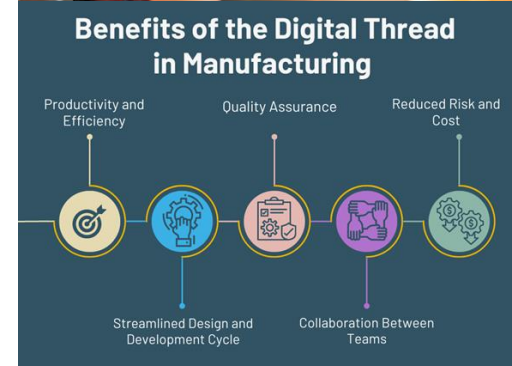 Benefits of the Digital Thread
in Manufacturing
Productivity and
Efficiency
Quality Assurance
Reduced Risk and
Cost
Streamlined Design and
Development Cycle
Collaboration Between
Teams